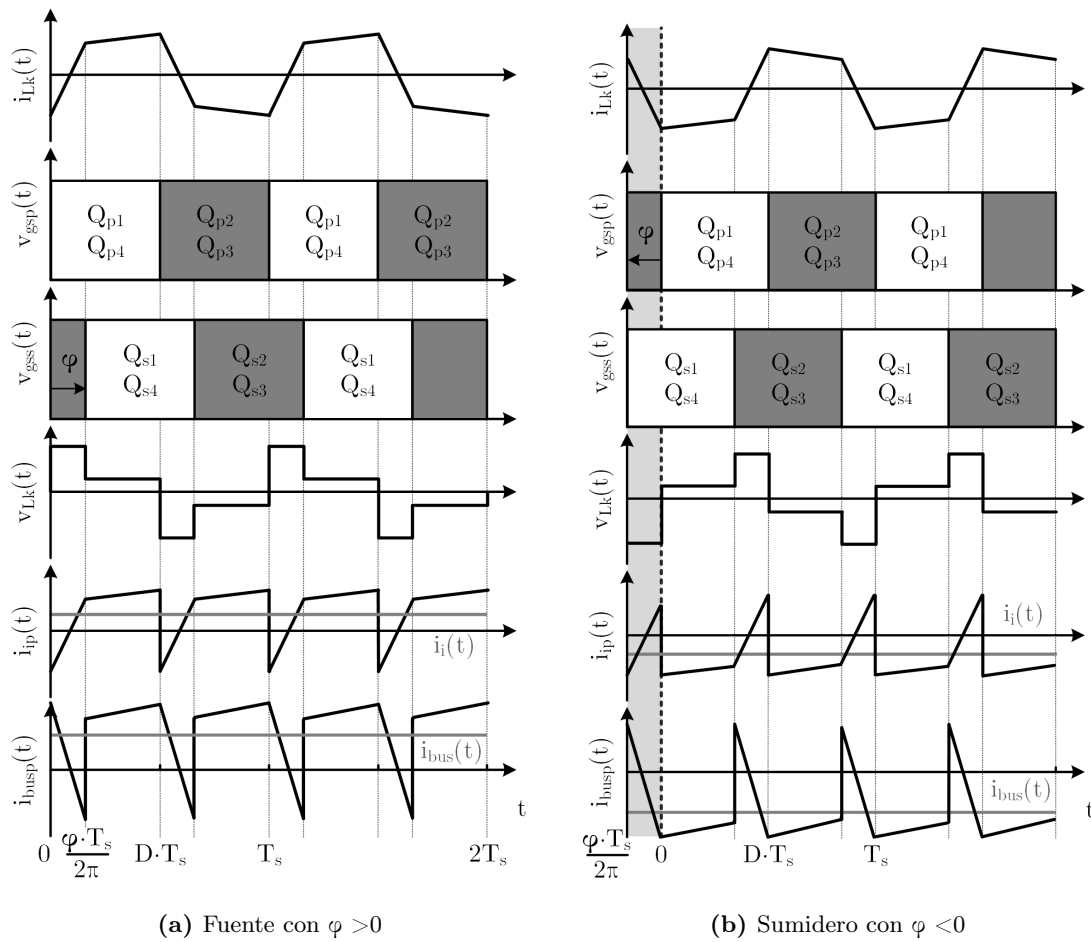 i_Lk(t)
v_gsp(t)
Q_p1 Q_p2 Q_p1 Q_p2
Q_p4 Q_p3 Q_p4 Q_p3
v_gss(t)
φ
Q_s1 Q_s2 Q_s1
Q_s4 Q_s3 Q_s4
v_Lk(t)
i_ip(t)
i_i(t)
i_busp(t)
i_bus(t)
t
0 φ·T_s/2π D·T_s T_s 2T_s
(a) Fuente con φ >0
i_Lk(t)
v_gsp(t)
φ
Q_p1 Q_p2 Q_p1
Q_p4 Q_p3 Q_p4
v_gss(t)
Q_s1 Q_s2 Q_s1 Q_s2
Q_s4 Q_s3 Q_s4 Q_s3
v_Lk(t)
i_ip(t)
i_i(t)
i_busp(t)
i_bus(t)
t
φ·T_s/2π 0 D·T_s T_s
(b) Sumidero con φ <0